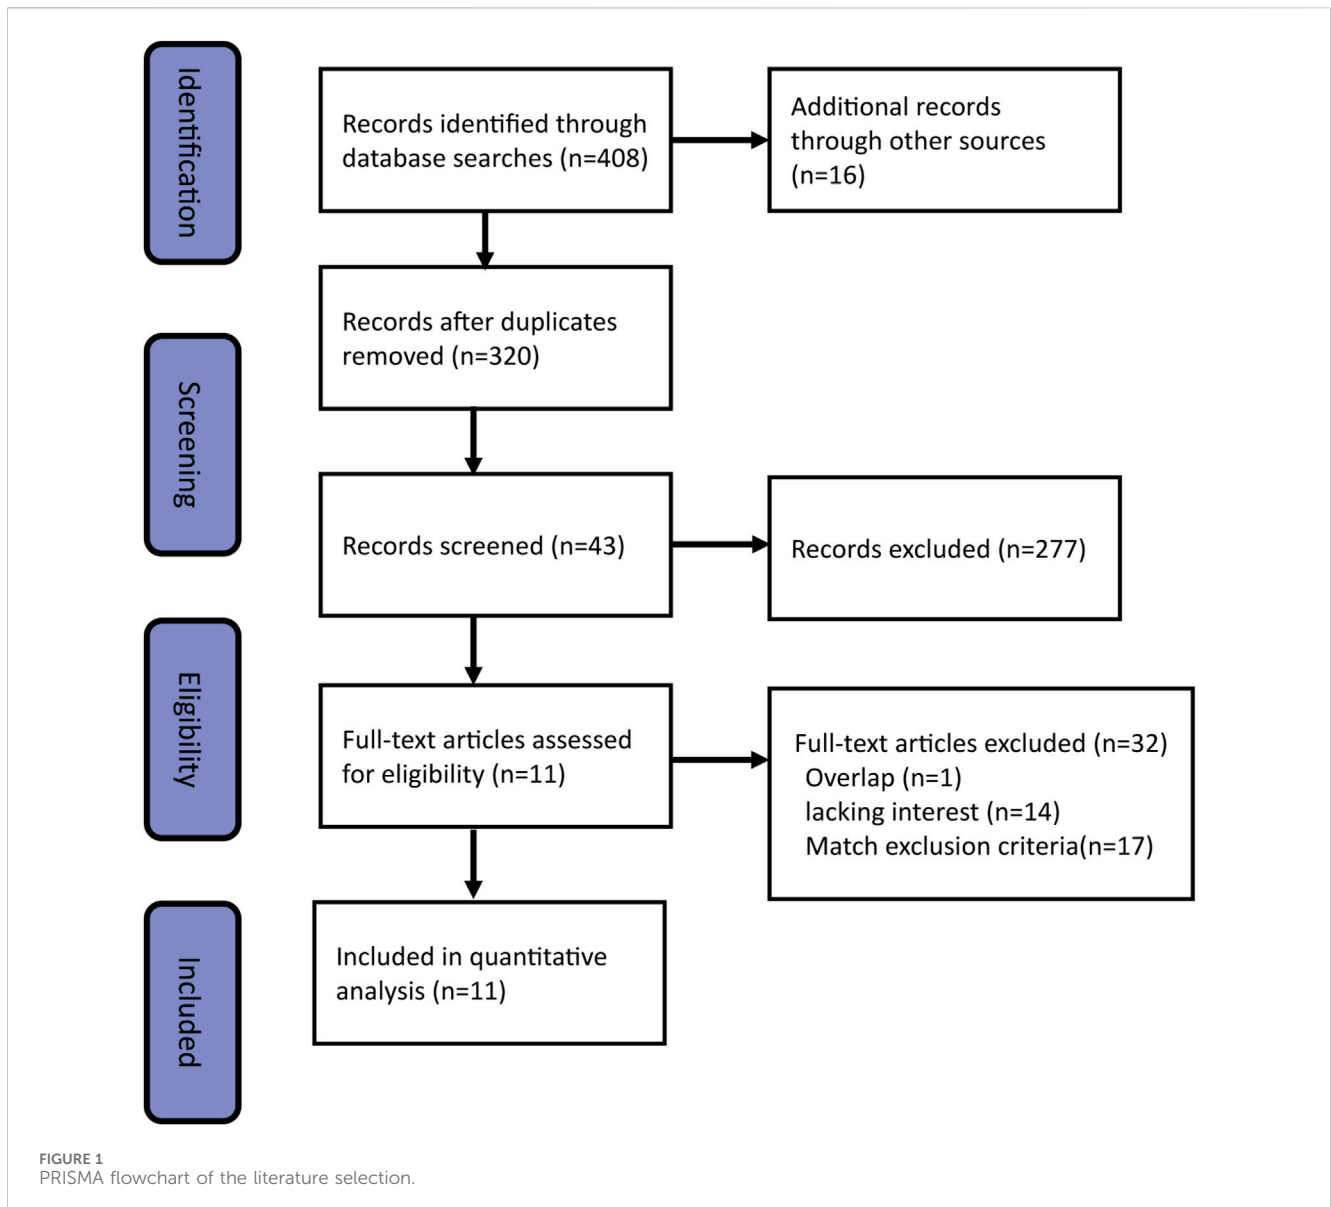 Identification
Records identified through
database searches (n=408)
Additional records
through other sources
(n=16)
Records after duplicates
removed (n=320)
Screening
Records screened (n=43)
Records excluded (n=277)
Eligibility
Full-text articles assessed
for eligibility (n=11)
Full-text articles excluded (n=32)
Overlap (n=1)
lacking interest (n=14)
Match exclusion criteria(n=17)
Included
Included in quantitative
analysis (n=11)
FIGURE 1
PRISMA flowchart of the literature selection.